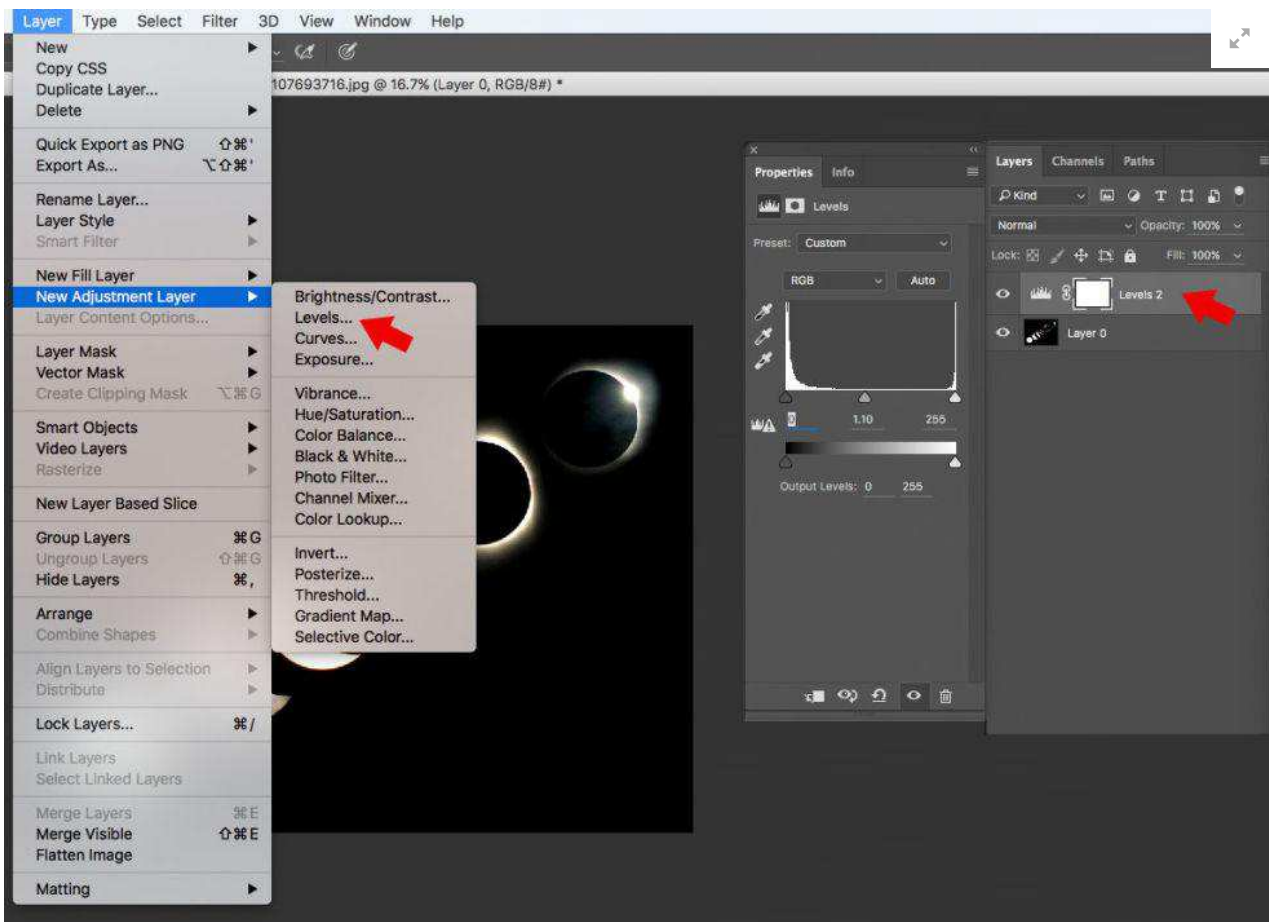 Layer Type Select Filter 3D View Window Help
107693716.jpg @ 16.7% (Layer 0, RGB/8#) *
New
Copy CSS
Duplicate Layer...
Delete
Quick Export as PNG ⇧⌘'
Export As... ⌥⇧⌘'
Rename Layer...
Layer Style
Smart Filter
New Fill Layer
New Adjustment Layer
Layer Content Options...
Layer Mask
Vector Mask
Create Clipping Mask ⌥⌘G
Smart Objects
Video Layers
Rasterize
New Layer Based Slice
Group Layers ⌘G
Ungroup Layers ⇧⌘G
Hide Layers ⌘,
Arrange
Combine Shapes
Align Layers to Selection
Distribute
Lock Layers... ⌘/
Link Layers
Select Linked Layers
Merge Layers ⌘E
Merge Visible ⇧⌘E
Flatten Image
Matting
Brightness/Contrast...
Levels...
Curves...
Exposure...
Vibrance...
Hue/Saturation...
Color Balance...
Black & White...
Photo Filter...
Channel Mixer...
Color Lookup...
Invert...
Posterize...
Threshold...
Gradient Map...
Selective Color...
Properties Info
Levels
Preset: Custom
RGB Auto
0 1.10 255
Output Levels: 0 255
Layers Channels Paths
Kind
Normal Opacity: 100%
Lock: Fill: 100%
Levels 2
Layer 0